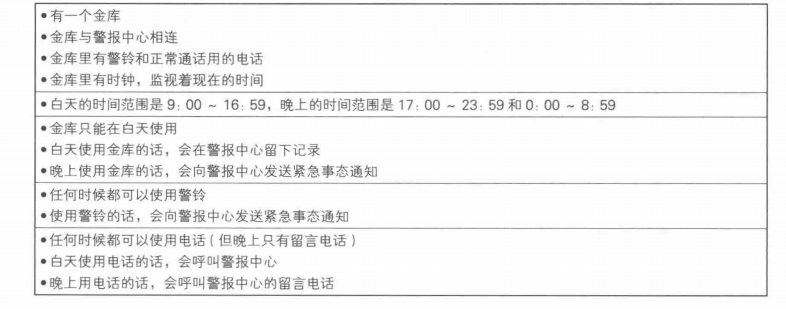 ●有一个金库
●金库与警报中心相连
●金库里有警铃和正常通话用的电话
●金库里有时钟，监视着现在的时间
●白天的时间范围是 9：00 ~ 16：59，晚上的时间范围是 17：00 ~ 23：59 和 0：00 ~ 8：59
●金库只能在白天使用
●白天使用金库的话，会在警报中心留下记录
●晚上使用金库的话，会向警报中心发送紧急事态通知
●任何时候都可以使用警铃
●使用警铃的话，会向警报中心发送紧急事态通知
●任何时候都可以使用电话（但晚上只有留言电话）
●白天使用电话的话，会呼叫警报中心
●晚上用电话的话，会呼叫警报中心的留言电话